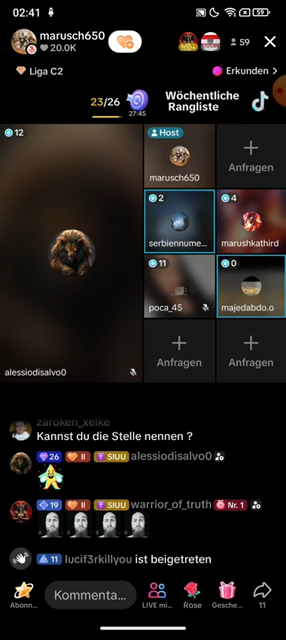 02:41
59
marusch650
20.0K
100+
100+
59
Liga C2
Erkunden >
23/26
27:45
Wöchentliche
Rangliste
12
Host
marusch650
Anfragen
2
serbiennume...
4
marushkathird
11
poca_45
0
majedabdo.o
alessiodisalvo0
Anfragen
Anfragen
zaroken_xelke
Kannst du die Stelle nennen ?
26 II SIUU alessiodisalvo0
19 II SIUU warrior_of_truth Nr. 1
11 lucif3rkillyou ist beigetreten
Abonn...
Kommenta...
LIVE mi...
Rose
Gesche...
11